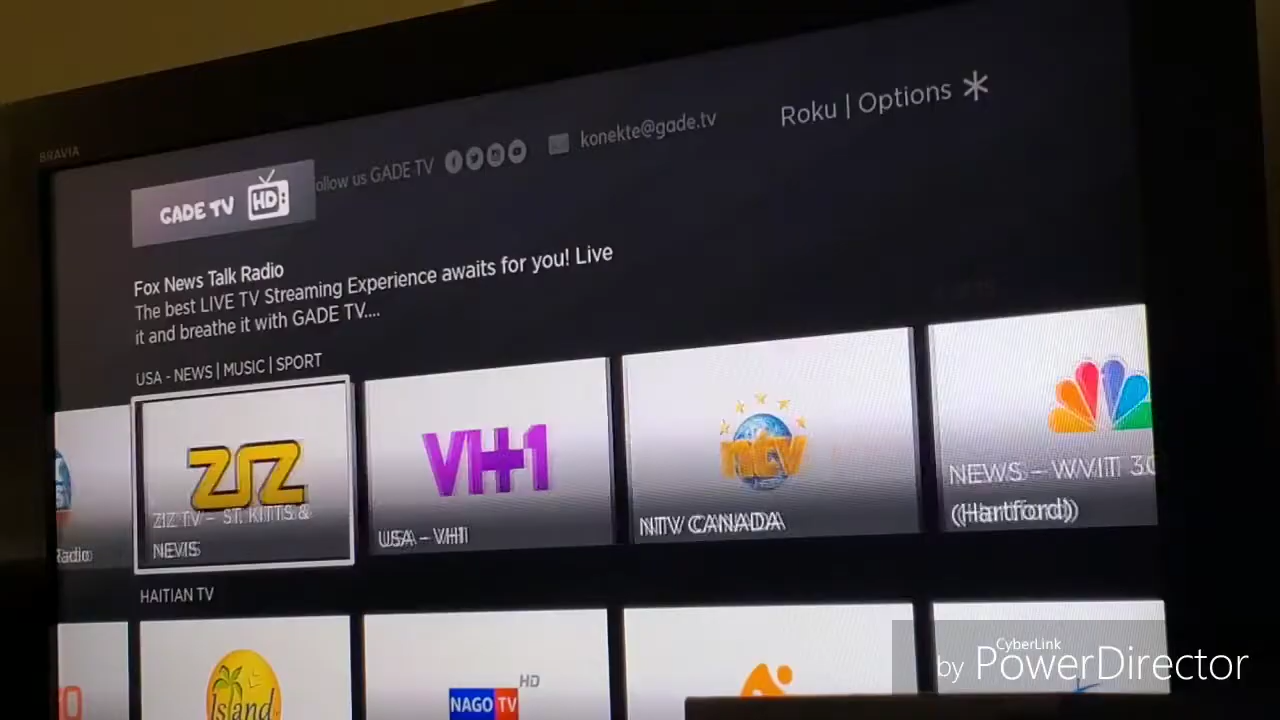 BRAVIA
Roku | Options *
konekte@gade.tv
ollow us GADE TV
GADE TV HD
Fox News Talk Radio
The best LIVE TV Streaming Experience awaits for you! Live
it and breathe it with GADE TV....
USA - NEWS | MUSIC | SPORT
Radio
ZIZ
ZIZ TV – ST. KITTS &
NEVIS
VH1
USA – VH1
ntv
NTV CANADA
NEWS – WVIT 30
(Hartford)
HAITIAN TV
Island
NAGO TV
HD
CyberLink
by PowerDirector